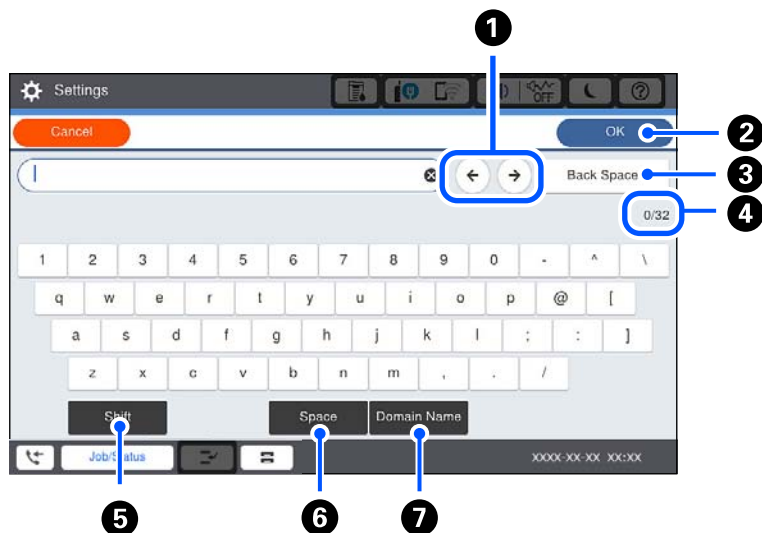 1
Settings
OFF
Cancel
OK
2
Back Space
3
0/32
4
1 2 3 4 5 6 7 8 9 0 - ^ \
q w e r t y u i o p @ [
a s d f g h j k l ; : ]
z x c v b n m , . /
Shift Space Domain Name
Job/Status
XXXX-XX-XX XX:XX
5 6 7